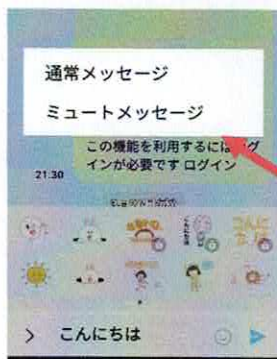 通常メッセージ
ミュートメッセージ
この機能を利用するには
インが必要です ログイン
21:30
こんにちは